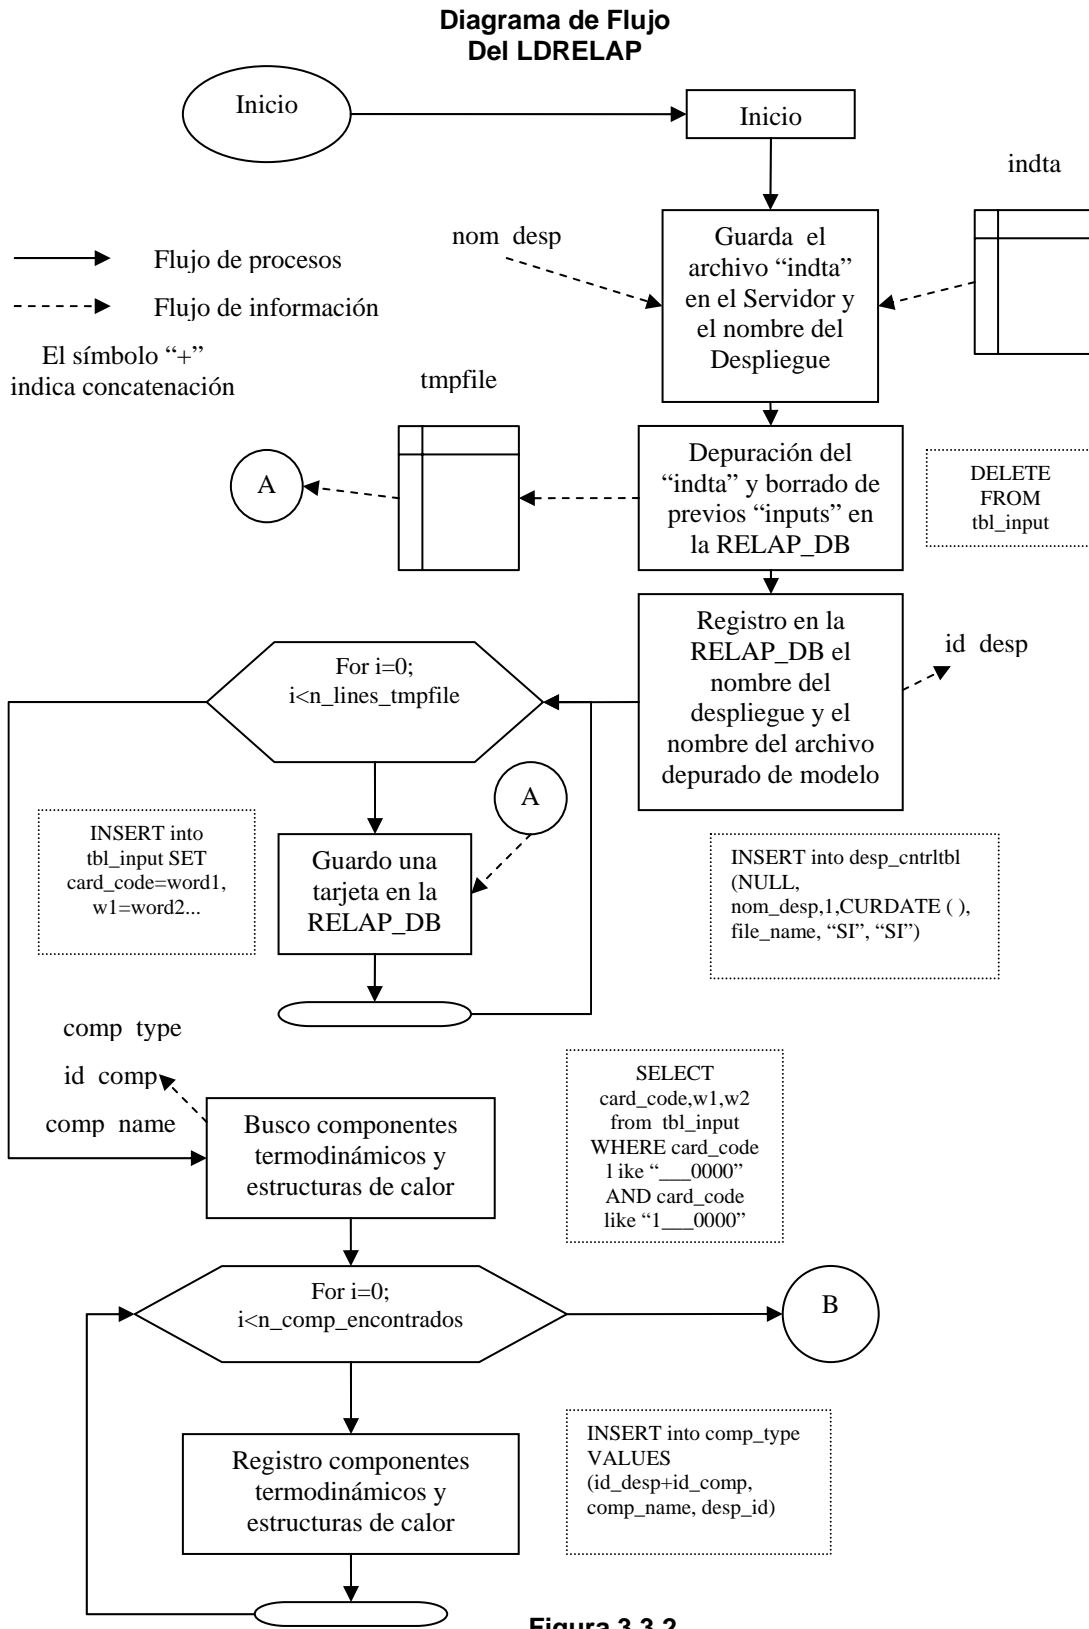 Diagrama de Flujo
Del LDRELAP
Inicio
Inicio
indta
nom desp
Guarda el
archivo “indta”
en el Servidor y
el nombre del
Despliegue
Flujo de procesos
Flujo de información
El símbolo “+”
indica concatenación
tmpfile
A
Depuración del
“indta” y borrado de
previos “inputs” en
la RELAP_DB
DELETE
FROM
tbl_input
Registro en la
RELAP_DB el
nombre del
despliegue y el
nombre del archivo
depurado de modelo
id desp
For i=0;
i<n_lines_tmpfile
A
INSERT into
tbl_input SET
card_code=word1,
w1=word2...
Guardo una
tarjeta en la
RELAP_DB
INSERT into desp_cntrltbl
(NULL,
nom_desp,1,CURDATE ( ),
file_name, “SI”, “SI”)
comp type
id comp
comp name
Busco componentes
termodinámicos y
estructuras de calor
SELECT
card_code,w1,w2
from tbl_input
WHERE card_code
l ike “___0000”
AND card_code
like “1___0000”
For i=0;
i<n_comp_encontrados
B
Registro componentes
termodinámicos y
estructuras de calor
INSERT into comp_type
VALUES
(id_desp+id_comp,
comp_name, desp_id)
Figura 3.3.2